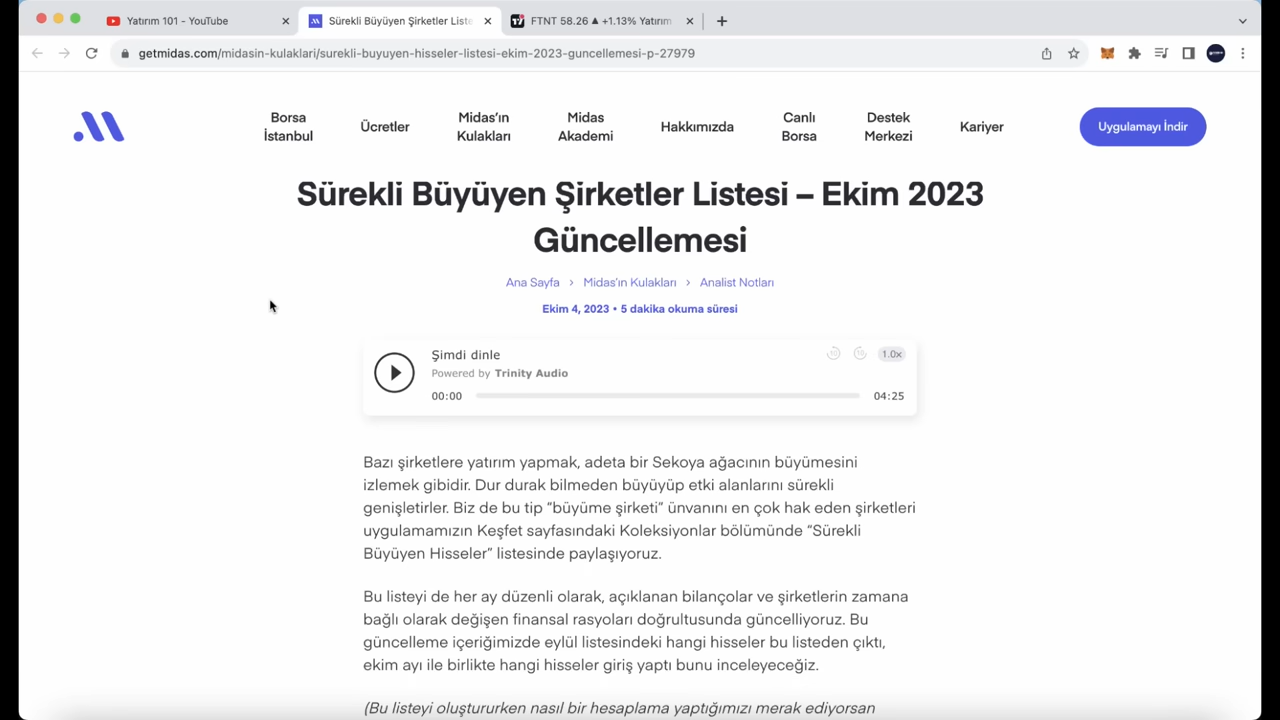 Yatırım 101 - YouTube
Sürekli Büyüyen Şirketler Liste
FTNT 58.26 ▲ +1.13% Yatırım
getmidas.com/midasin-kulaklari/surekli-buyuyen-hisseler-listesi-ekim-2023-guncellemesi-p-27979
Borsa İstanbul
Ücretler
Midas’ın Kulakları
Midas Akademi
Hakkımızda
Canlı Borsa
Destek Merkezi
Kariyer
Uygulamayı İndir
Sürekli Büyüyen Şirketler Listesi – Ekim 2023
Güncellemesi
Ana Sayfa > Midas’ın Kulakları > Analist Notları
Ekim 4, 2023 • 5 dakika okuma süresi
Şimdi dinle
10 10 1.0x
Powered by Trinity Audio
00:00 04:25
Bazı şirketlere yatırım yapmak, adeta bir Sekoya ağacının büyümesini
izlemek gibidir. Dur durak bilmeden büyüyüp etki alanlarını sürekli
genişletirler. Biz de bu tip “büyüme şirketi” ünvanını en çok hak eden şirketleri
uygulamamızın Keşfet sayfasındaki Koleksiyonlar bölümünde “Sürekli
Büyüyen Hisseler” listesinde paylaşıyoruz.
Bu listeyi de her ay düzenli olarak, açıklanan bilançolar ve şirketlerin zamana
bağlı olarak değişen finansal rasyoları doğrultusunda güncelliyoruz. Bu
güncelleme içeriğimizde eylül listesindeki hangi hisseler bu listeden çıktı,
ekim ayı ile birlikte hangi hisseler giriş yaptı bunu inceleyeceğiz.
(Bu listeyi oluştururken nasıl bir hesaplama yaptığımızı merak ediyorsan